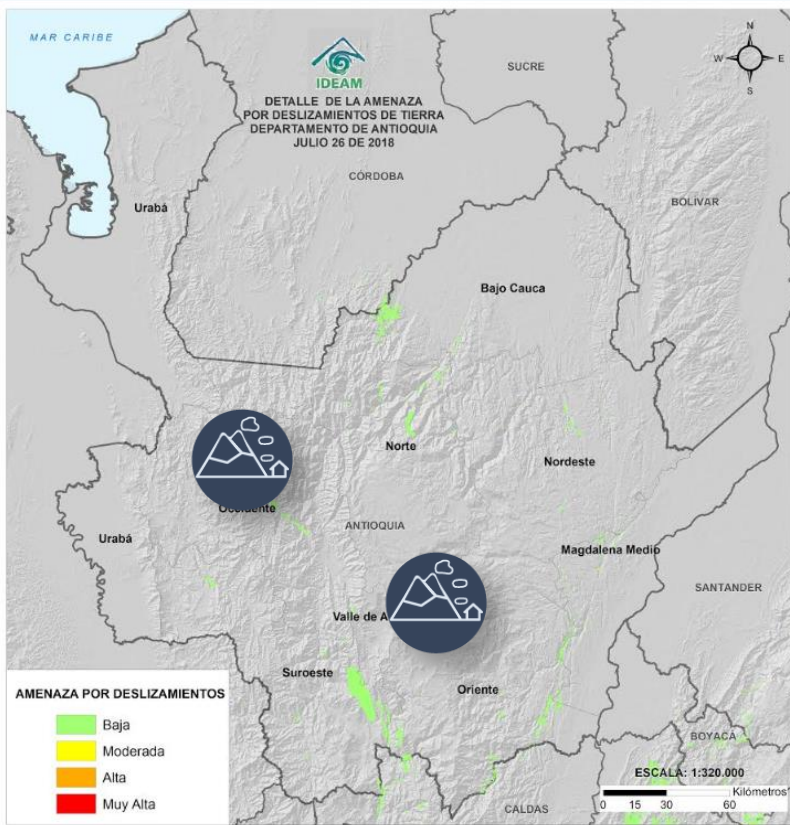 MAR CARIBE
N
W E
S
IDEAM
DETALLE DE LA AMENAZA
POR DESLIZAMIENTOS DE TIERRA
DEPARTAMENTO DE ANTIOQUIA
JULIO 26 DE 2018
SUCRE
CÓRDOBA
BOLÍVAR
Urabá
Bajo Cauca
Norte
Nordeste
Occidente
ANTIOQUIA
Urabá
Magdalena Medio
SANTANDER
Valle de A
Suroeste
Oriente
BOYACA
CALDAS
AMENAZA POR DESLIZAMIENTOS
Baja
Moderada
Alta
Muy Alta
ESCALA: 1:320.000
Kilómetros
0 15 30 60